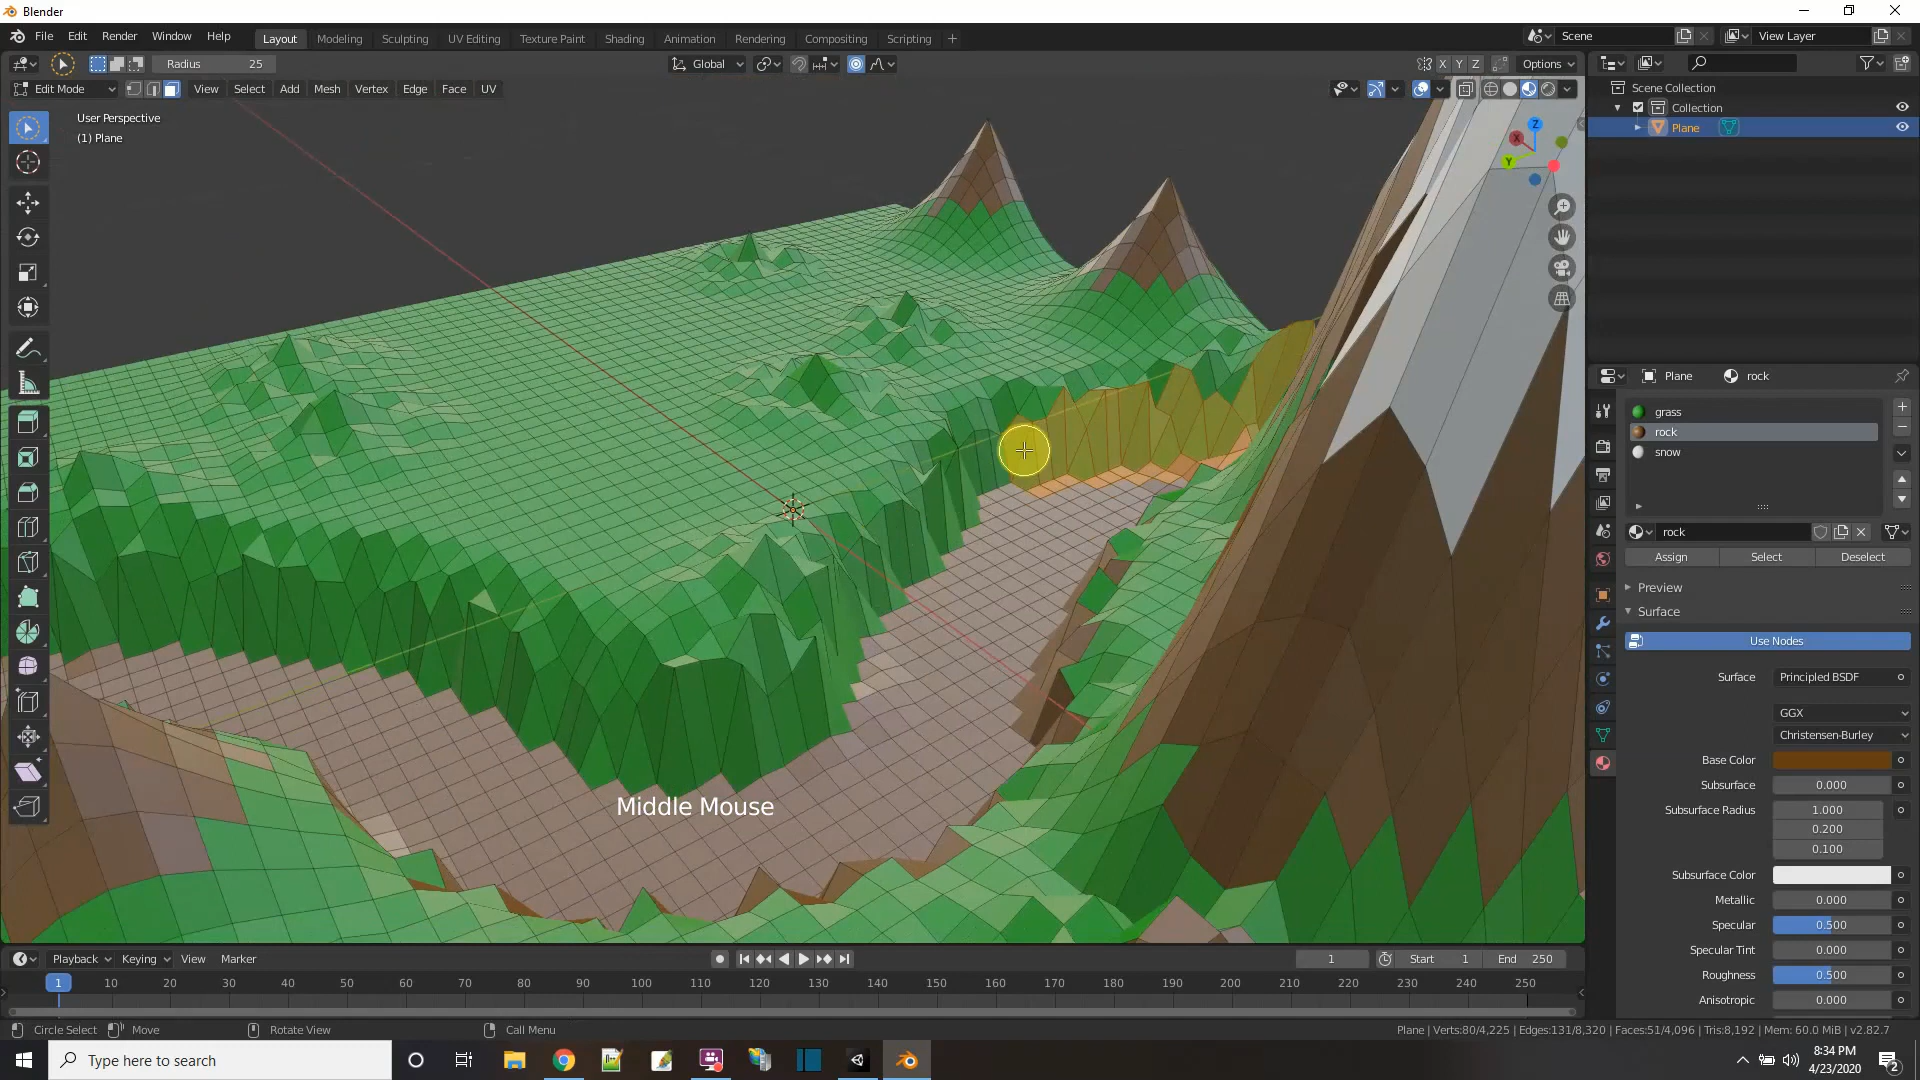 Blender
File Edit Render Window Help
Layout Modeling Sculpting UV Editing Texture Paint Shading Animation Rendering Compositing Scripting +
Scene
View Layer
Radius 25
Global
X Y Z
Options
Edit Mode
View Select Add Mesh Vertex Edge Face UV
User Perspective
(1) Plane
Z
X
Y
Scene Collection
Collection
Plane
Plane rock
grass
rock
snow
rock
Assign Select Deselect
Preview
Surface
Use Nodes
Surface Principled BSDF
GGX
Christensen-Burley
Base Color
Subsurface 0.000
Subsurface Radius 1.000
0.200
0.100
Subsurface Color
Metallic 0.000
Specular 0.500
Specular Tint 0.000
Roughness 0.500
Anisotropic 0.000
Middle Mouse
Playback Keying View Marker
1
Start 1
End 250
1 10 20 30 40 50 60 70 80 90 100 110 120 130 140 150 160 170 180 190 200 210 220 230 240 250
Circle Select Move Rotate View Call Menu
Plane | Verts:80/4,225 | Edges:131/8,320 | Faces:51/4,096 | Tris:8,192 | Mem: 60.0 MiB | v2.82.7
Type here to search
8:34 PM
4/23/2020
2